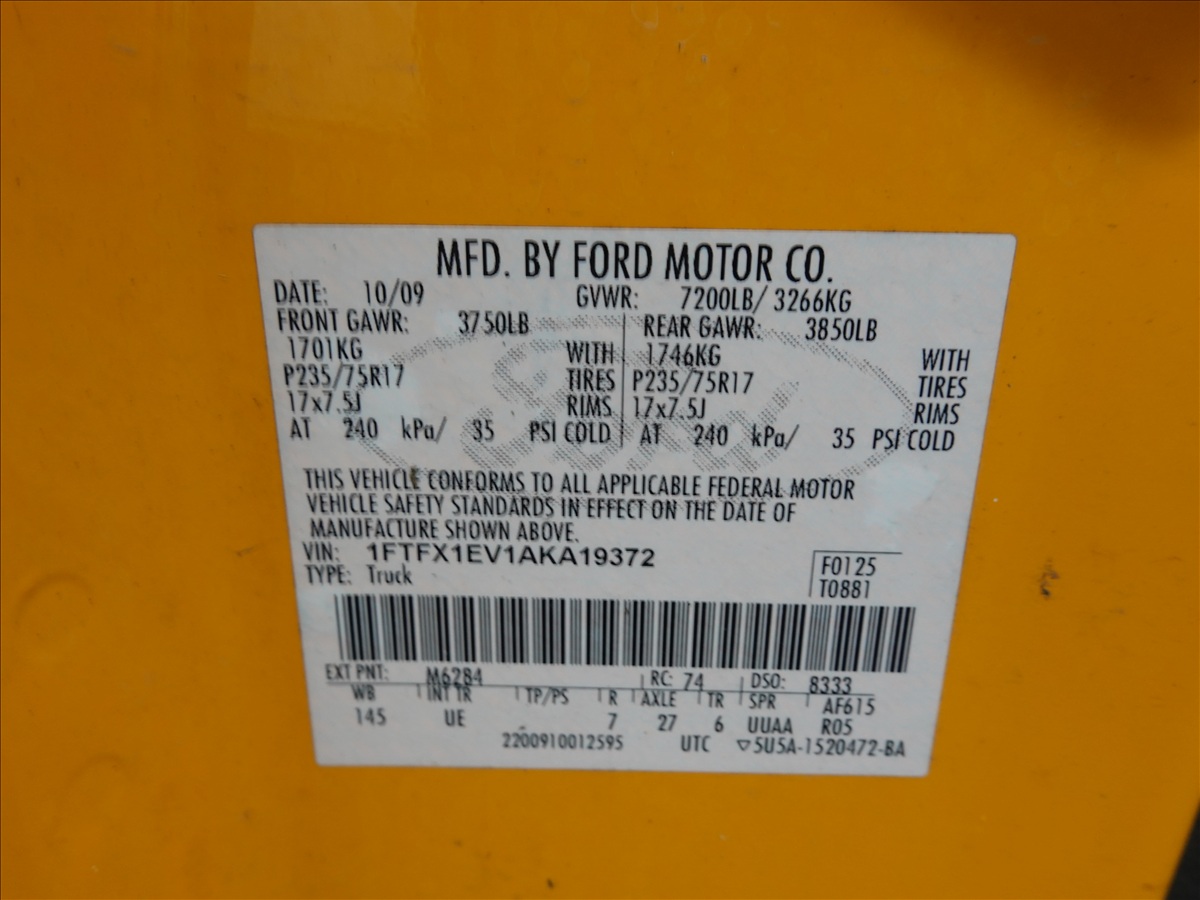 MFD. BY FORD MOTOR CO.
DATE: 10/09 GVWR: 7200LB/ 3266KG
FRONT GAWR: 3750LB REAR GAWR: 3850LB
1701KG WITH 1746KG WITH
P235/75R17 TIRES P235/75R17 TIRES
17x7.5J RIMS 17x7.5J RIMS
AT 240 kPa/ 35 PSI COLD AT 240 kPa/ 35 PSI COLD
Ford
THIS VEHICLE CONFORMS TO ALL APPLICABLE FEDERAL MOTOR
VEHICLE SAFETY STANDARDS IN EFFECT ON THE DATE OF
MANUFACTURE SHOWN ABOVE.
VIN: 1FTFX1EV1AKA19372
TYPE: Truck
F0125
T0881
EXT PNT: M6284 RC: 74 DSO: 8333
WB INT TR TP/PS R AXLE TR SPR AF615
145 UE 7 27 6 UUAA R05
2200910012595 UTC ▽5U5A-1520472-BA